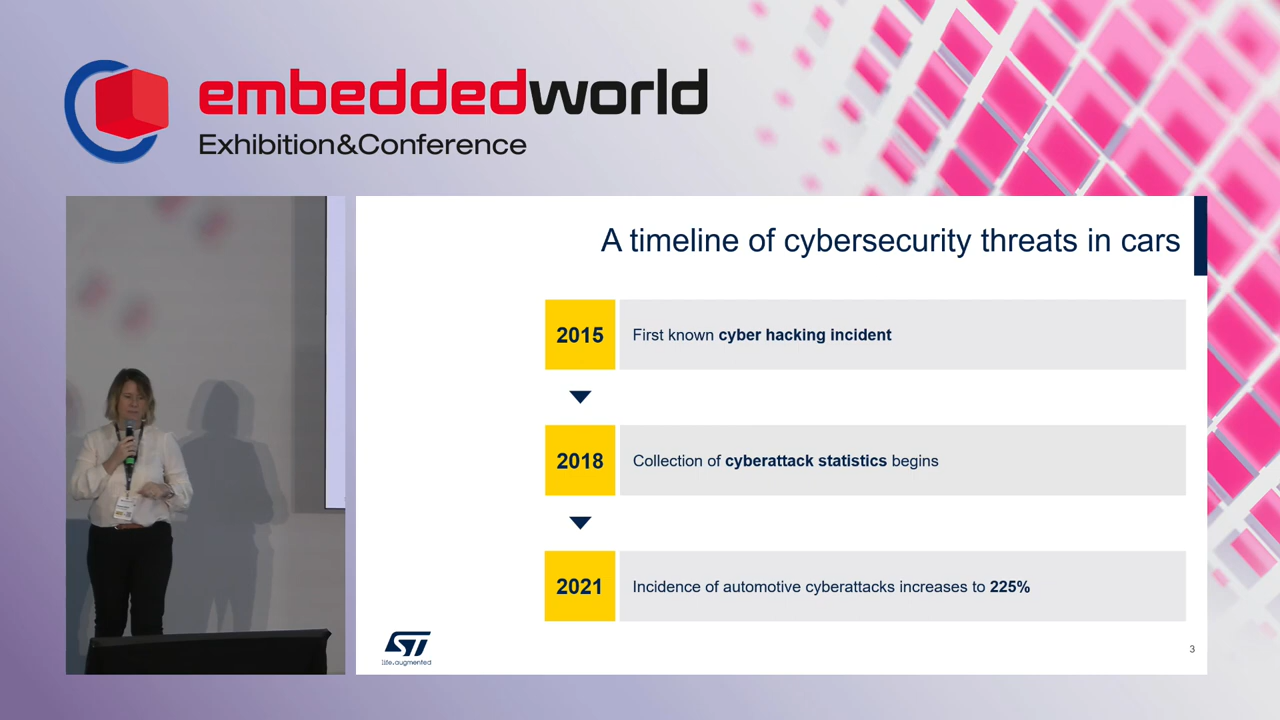 embeddedworld
Exhibition&Conference
A timeline of cybersecurity threats in cars
2015
First known cyber hacking incident
2018
Collection of cyberattack statistics begins
2021
Incidence of automotive cyberattacks increases to 225%
ST
life.augmented
3